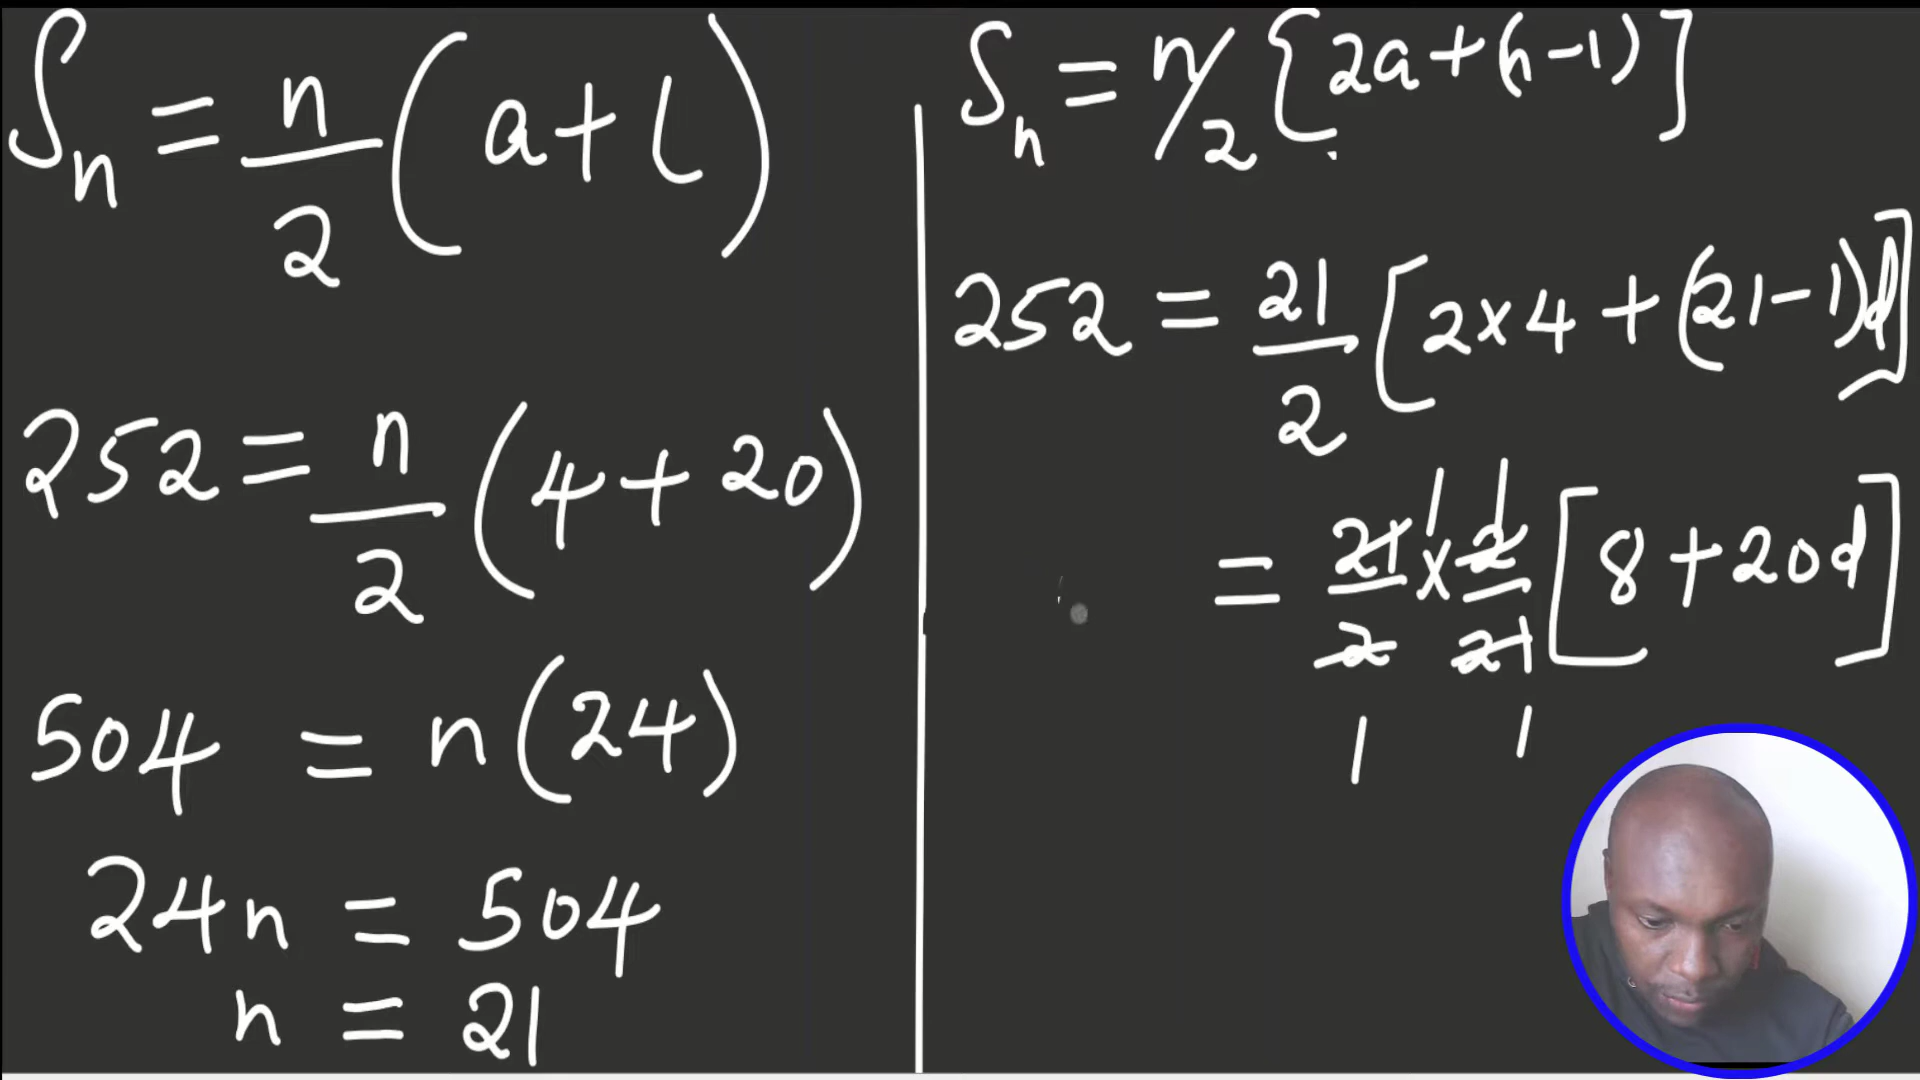 Sn = n/2 (a + l)
252 = n/2 (4 + 20)
504 = n(24)
24n = 504
n = 21
Sn = n/2 [2a + (n-1)]
252 = 21/2 [2×4 + (21-1)d]
= 21/2 × 2/21 [8 + 20d]
1 1
1 1